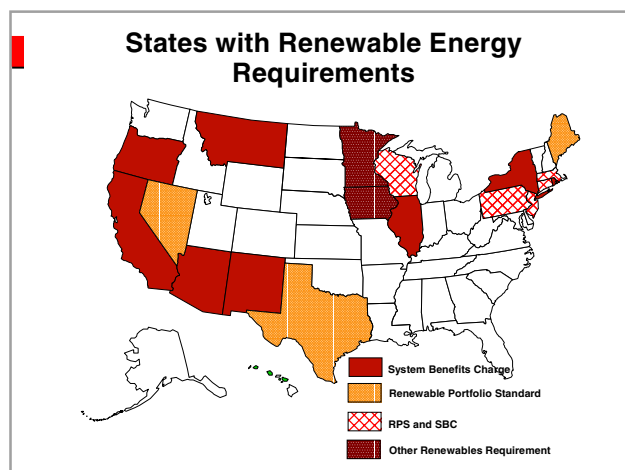 States with Renewable Energy
Requirements
System Benefits Charge
Renewable Portfolio Standard
RPS and SBC
Other Renewables Requirement